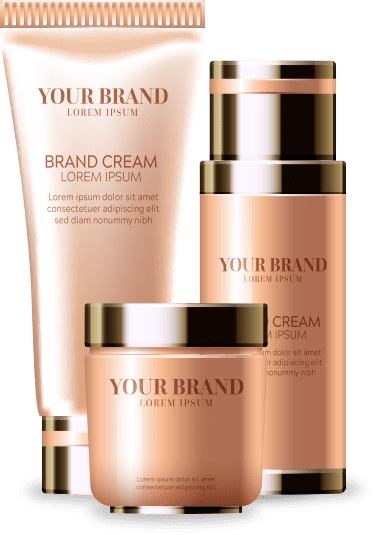 YOUR BRAND
LOREM IPSUM
BRAND CREAM
LOREM IPSUM
Lorem ipsum dolor sit amet
consectetuer adipiscing elit
sed diam nonummy nibh
YOUR BRAND
LOREM IPSUM
CREAM
IPSUM
dolor sit amet
adipiscing elit
nonummy nibh
YOUR BRAND
LOREM IPSUM
Lorem ipsum dolor sit amet
consectetuer adipiscing elit